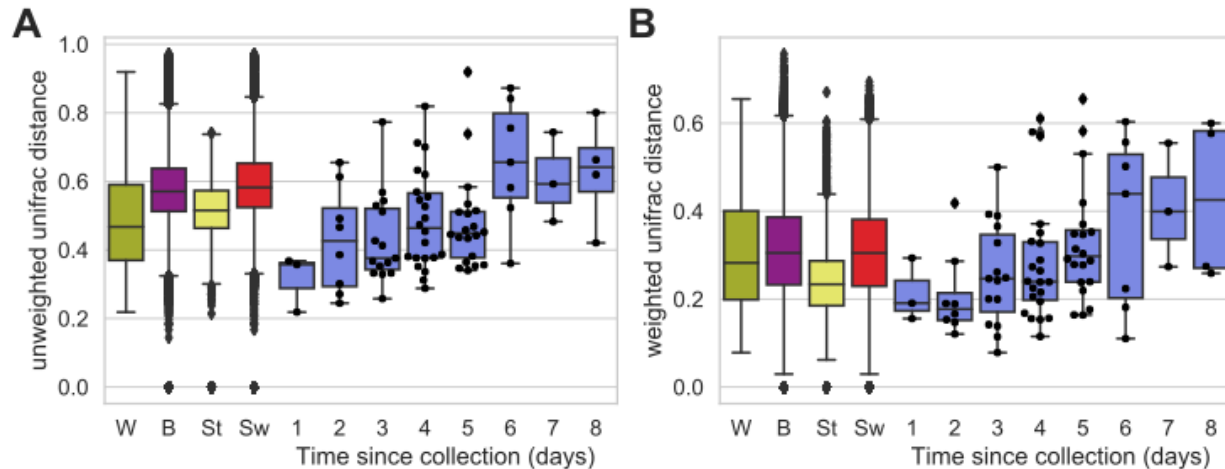 A
B
unweighted unifrac distance
1.0
0.8
0.6
0.4
0.2
0.0
W B St Sw 1 2 3 4 5 6 7 8
Time since collection (days)
weighted unifrac distance
0.6
0.4
0.2
0.0
W B St Sw 1 2 3 4 5 6 7 8
Time since collection (days)